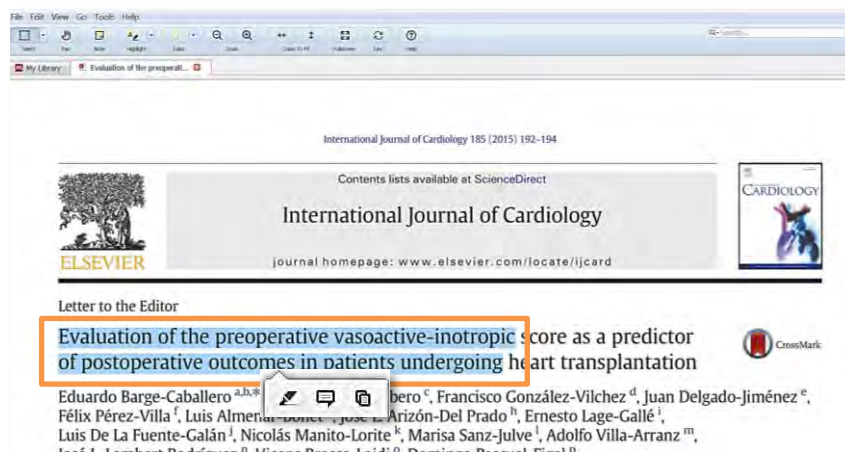 File Edit View Go Tools Help
My Library Evaluation of the preoperati...
International Journal of Cardiology 185 (2015) 192–194
Contents lists available at ScienceDirect
International Journal of Cardiology
journal homepage: www.elsevier.com/locate/ijcard
ELSEVIER
CARDIOLOGY
Letter to the Editor
Evaluation of the preoperative vasoactive-inotropic score as a predictor
of postoperative outcomes in patients undergoing heart transplantation
CrossMark
Eduardo Barge-Caballero a,b,* bero c, Francisco González-Vilchez d, Juan Delgado-Jiménez e,
Félix Pérez-Villa f, Luis Almenar-Bonet Arizón-Del Prado h, Ernesto Lage-Gallé i,
Luis De La Fuente-Galán j, Nicolás Manito-Lorite k, Marisa Sanz-Julve l, Adolfo Villa-Arranz m,